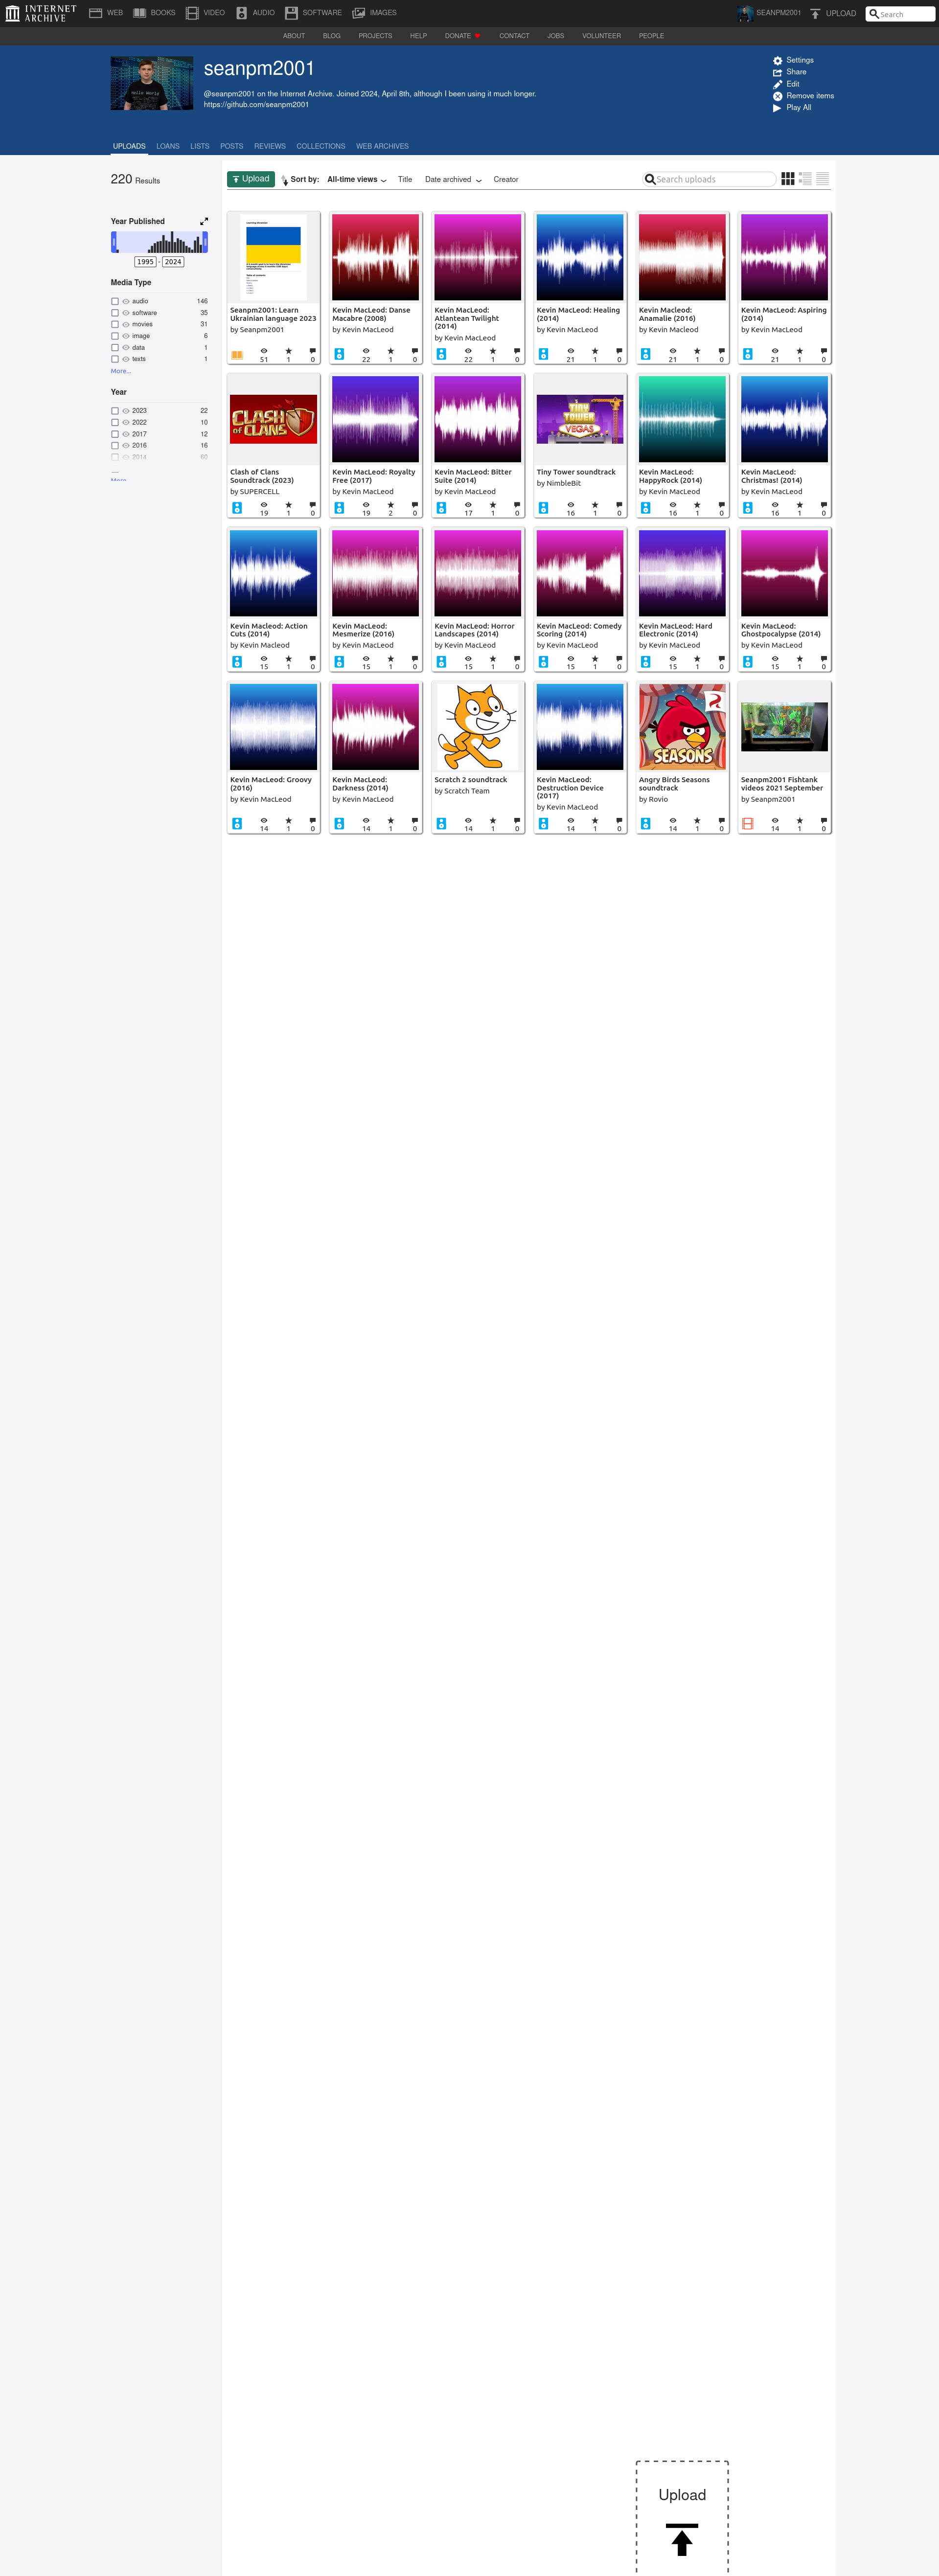 INTERNET
ARCHIVE
WEB
BOOKS
VIDEO
AUDIO
SOFTWARE
IMAGES
SEANPM2001
UPLOAD
Search
ABOUT
BLOG
PROJECTS
HELP
DONATE
CONTACT
JOBS
VOLUNTEER
PEOPLE
seanpm2001
@seanpm2001 on the Internet Archive. Joined 2024, April 8th, although I been using it much longer.
https://github.com/seanpm2001
Settings
Share
Edit
Remove items
Play All
UPLOADS
LOANS
LISTS
POSTS
REVIEWS
COLLECTIONS
WEB ARCHIVES
220 Results
Upload
Sort by:
All-time views
Title
Date archived
Creator
Search uploads
Year Published
1995 - 2024
Media Type
audio 146
software 35
movies 31
image 6
data 1
texts 1
More...
Year
2023 22
2022 10
2017 12
2016 16
2014 60
More
Seanpm2001: Learn
Ukrainian language 2023
by Seanpm2001
51 1 0
Kevin MacLeod: Danse
Macabre (2008)
by Kevin MacLeod
22 1 0
Kevin MacLeod:
Atlantean Twilight
(2014)
by Kevin MacLeod
22 1 0
Kevin MacLeod: Healing
(2014)
by Kevin MacLeod
21 1 0
Kevin Macleod:
Anamalie (2016)
by Kevin Macleod
21 1 0
Kevin MacLeod: Aspiring
(2014)
by Kevin MacLeod
21 1 0
CLASH
OF CLANS
Clash of Clans
Soundtrack (2023)
by SUPERCELL
19 1 0
Kevin MacLeod: Royalty
Free (2017)
by Kevin MacLeod
19 2 0
Kevin MacLeod: Bitter
Suite (2014)
by Kevin MacLeod
17 1 0
TINY
TOWER
VEGAS
Tiny Tower soundtrack
by NimbleBit
16 1 0
Kevin MacLeod:
HappyRock (2014)
by Kevin MacLeod
16 1 0
Kevin MacLeod:
Christmas! (2014)
by Kevin MacLeod
16 1 0
Kevin Macleod: Action
Cuts (2014)
by Kevin Macleod
15 1 0
Kevin MacLeod:
Mesmerize (2016)
by Kevin MacLeod
15 1 0
Kevin MacLeod: Horror
Landscapes (2014)
by Kevin MacLeod
15 1 0
Kevin MacLeod: Comedy
Scoring (2014)
by Kevin MacLeod
15 1 0
Kevin MacLeod: Hard
Electronic (2014)
by Kevin MacLeod
15 1 0
Kevin MacLeod:
Ghostpocalypse (2014)
by Kevin MacLeod
15 1 0
Kevin MacLeod: Groovy
(2016)
by Kevin MacLeod
14 1 0
Kevin MacLeod:
Darkness (2014)
by Kevin MacLeod
14 1 0
Scratch 2 soundtrack
by Scratch Team
14 1 0
Kevin MacLeod:
Destruction Device
(2017)
by Kevin MacLeod
14 1 0
SEASONS
Angry Birds Seasons
soundtrack
by Rovio
14 1 0
Seanpm2001 Fishtank
videos 2021 September
by Seanpm2001
14 1 0
Upload